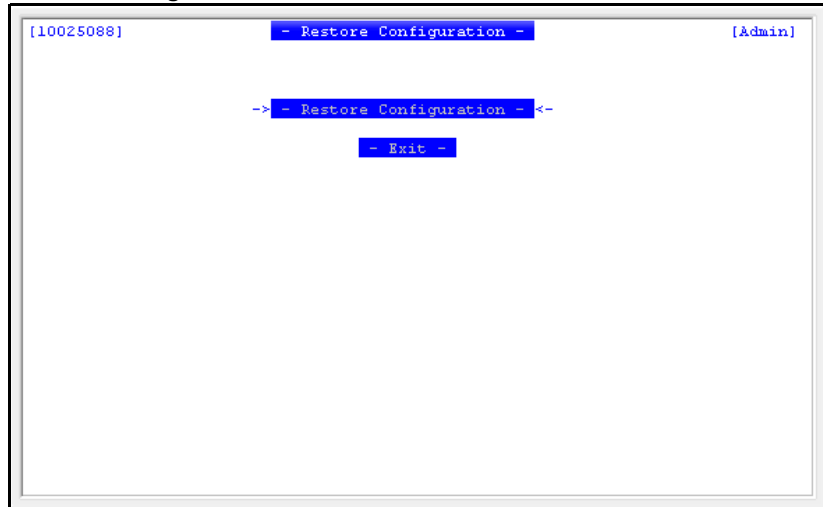 [10025088] - Restore Configuration - [Admin]
-> - Restore Configuration - <-
- Exit -